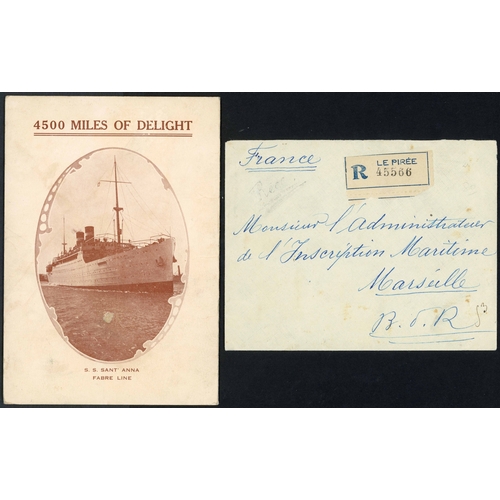 4500 MILES OF DELIGHT
S. S. SANT' ANNA
FABRE LINE
France
LE PIRÉE
R 45566
Monsieur l'Administrateur
de l'Inscription Maritime
Marseille
B. d. R